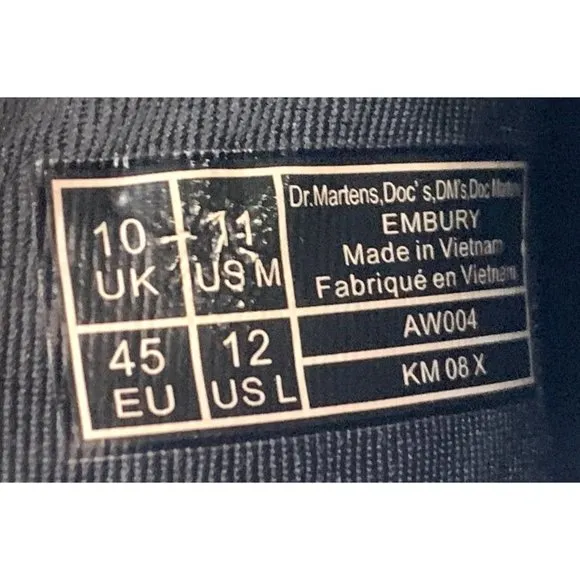 10
UK
11
US M
Dr.Martens,Doc's,DM's,Doc Martens
EMBURY
Made in Vietnam
Fabriqué en Vietnam
45
EU
12
US L
AW004
KM 08 X